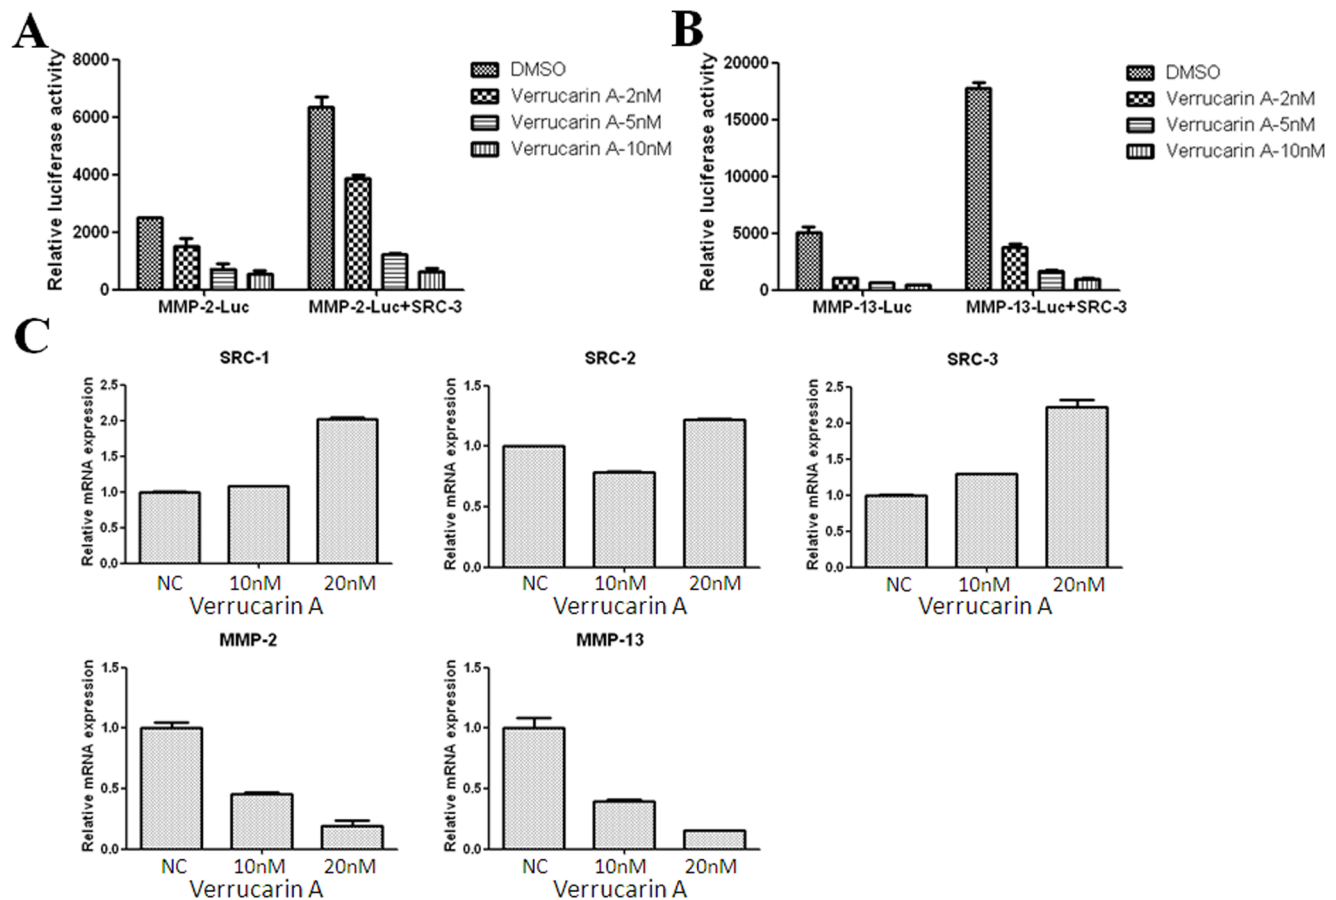 A
Relative luciferase activity
8000
6000
4000
2000
0
MMP-2-Luc
MMP-2-Luc+SRC-3
DMSO
Verrucarin A-2nM
Verrucarin A-5nM
Verrucarin A-10nM
B
Relative luciferase activity
20000
15000
10000
5000
0
MMP-13-Luc
MMP-13-Luc+SRC-3
DMSO
Verrucarin A-2nM
Verrucarin A-5nM
Verrucarin A-10nM
C
SRC-1
Relative mRNA expression
2.5
2.0
1.5
1.0
0.5
0.0
NC 10nM 20nM
Verrucarin A
SRC-2
Relative mRNA expression
1.5
1.0
0.5
0.0
NC 10nM 20nM
Verrucarin A
SRC-3
Relative mRNA expression
2.5
2.0
1.5
1.0
0.5
0.0
NC 10nM 20nM
Verrucarin A
MMP-2
Relative mRNA expression
1.5
1.0
0.5
0.0
NC 10nM 20nM
Verrucarin A
MMP-13
Relative mRNA expression
1.5
1.0
0.5
0.0
NC 10nM 20nM
Verrucarin A